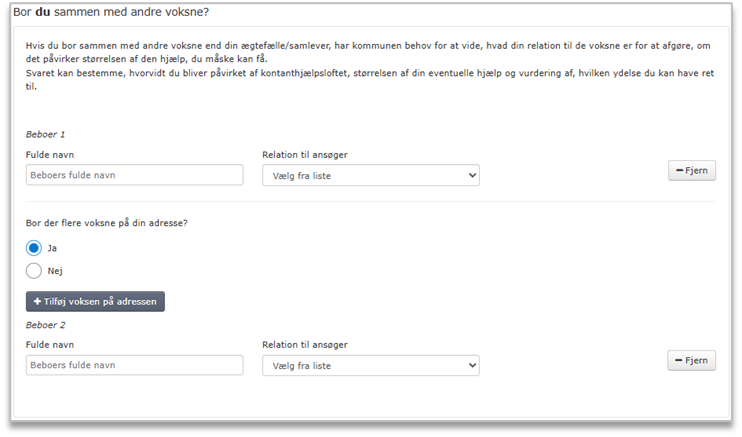 Bor du sammen med andre voksne?
Hvis du bor sammen med andre voksne end din ægtefælle/samlever, har kommunen behov for at vide, hvad din relation til de voksne er for at afgøre, om
det påvirker størrelsen af den hjælp, du måske kan få.
Svaret kan bestemme, hvorvidt du bliver påvirket af kontanthjælpsloftet, størrelsen af din eventuelle hjælp og vurdering af, hvilken ydelse du kan have ret
til.
Beboer 1
Fulde navn Relation til ansøger
Beboers fulde navn Vælg fra liste Fjern
Bor der flere voksne på din adresse?
Ja
Nej
+ Tilføj voksen på adressen
Beboer 2
Fulde navn Relation til ansøger
Beboers fulde navn Vælg fra liste Fjern